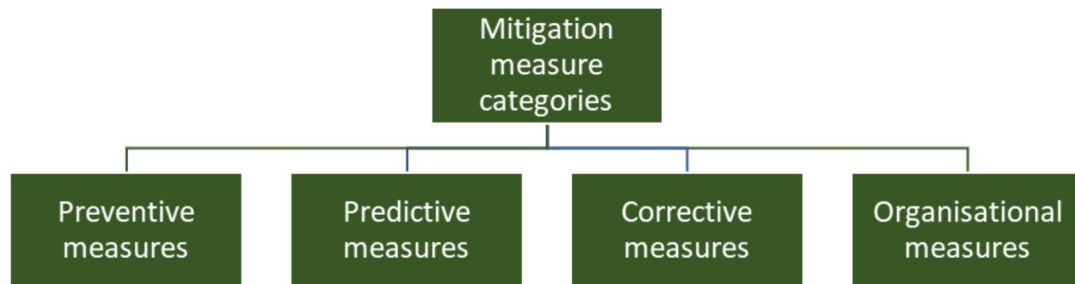 Mitigation
measure
categories
Preventive
measures
Predictive
measures
Corrective
measures
Organisational
measures